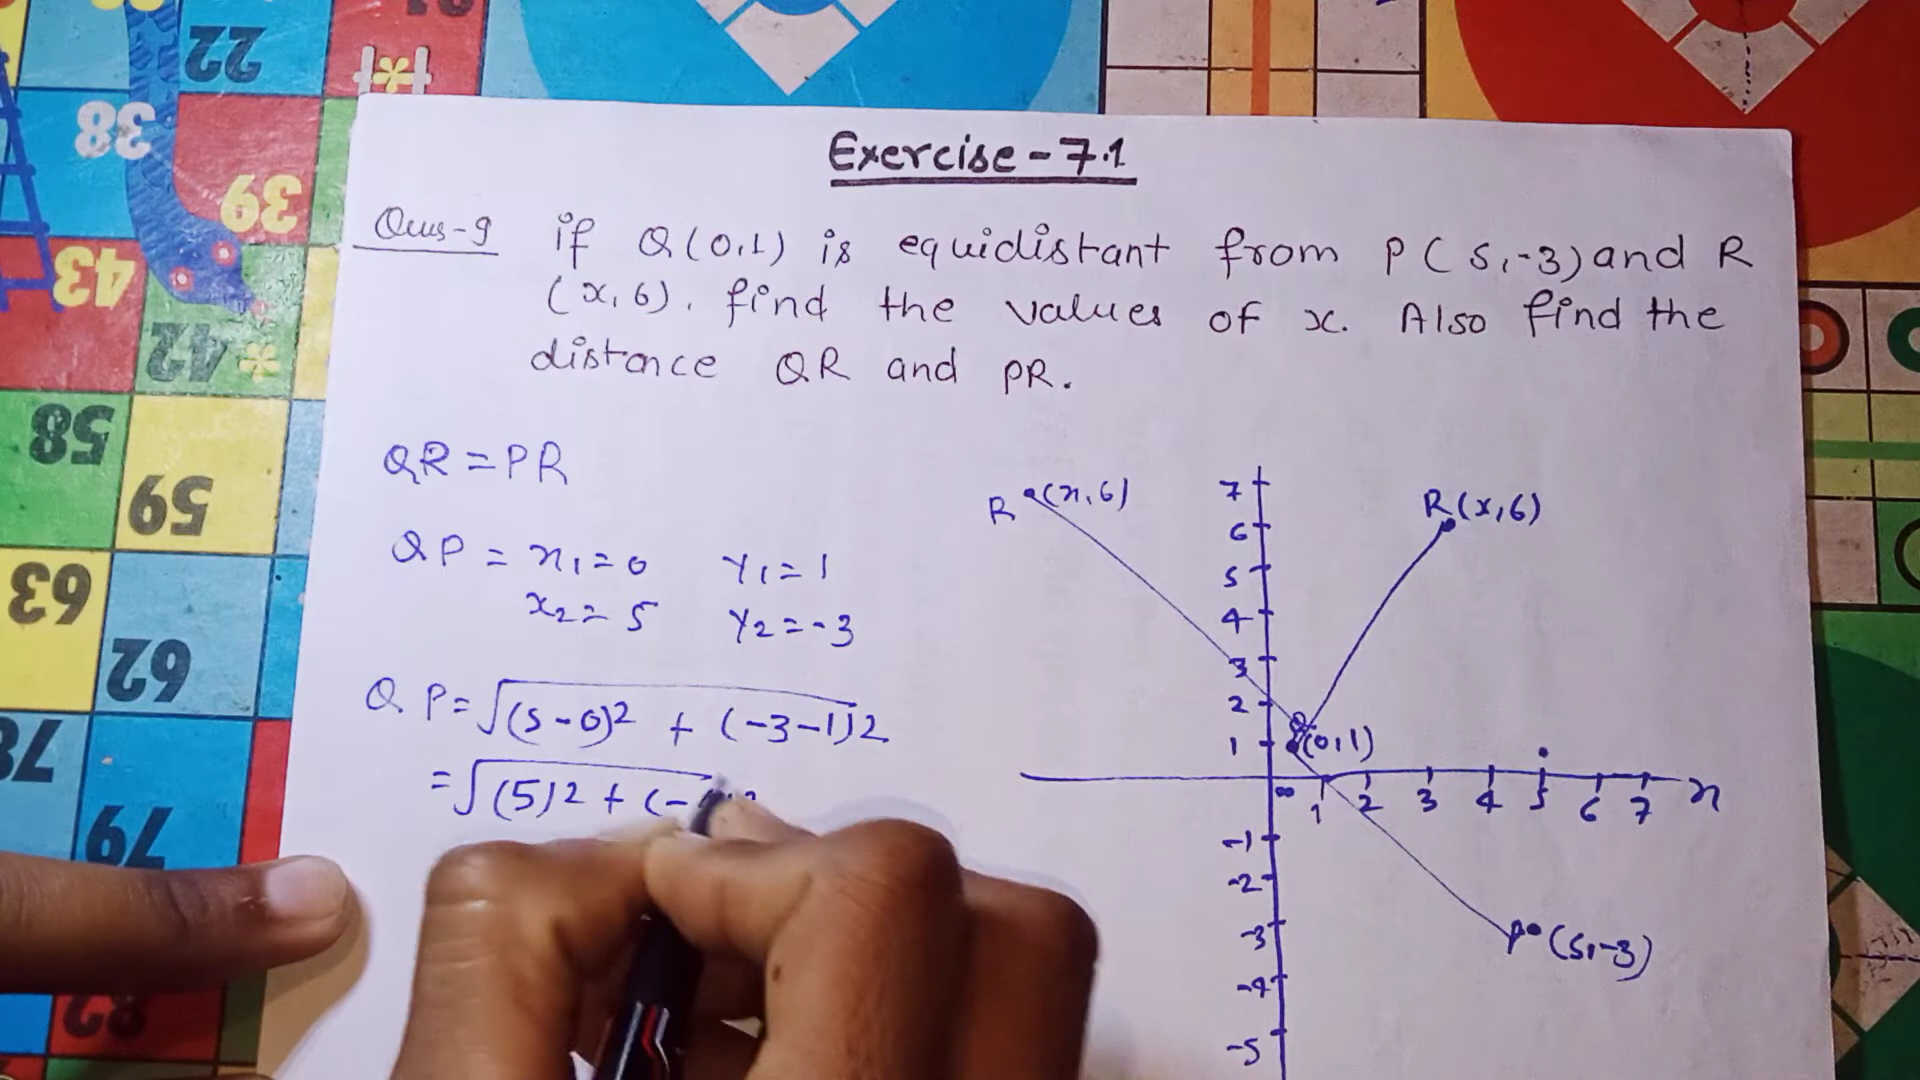 22
38
39
43
42
58
59
63
62
78
79
82
Exercise-7.1
Qus-9 if Q(0,1) is equidistant from P(5,-3) and R
(x,6). find the values of x. Also find the
distance QR and PR.
QR = PR
QP = x1=0 y1=1
x2=5 y2=-3
QP=√(5-0)2 + (-3-1)2
=√(5)2 + (-
R (x,6)
R(x,6)
7
6
5
4
3
2
1
Q
(0,1)
1 2 3 4 5 6 7 x
-1
-2
-3
-4
-5
P (5,-3)